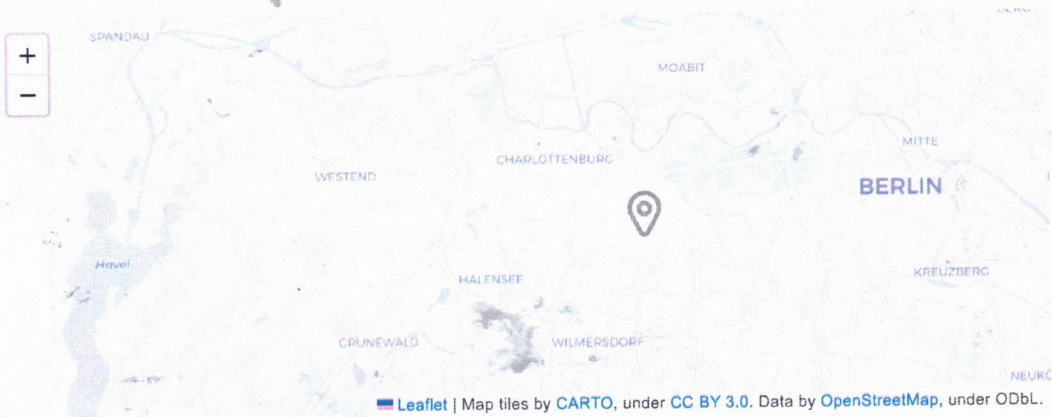 SPANDAU
+
−
MOABIT
MITTE
CHARLOTTENBURG
WESTEND
BERLIN
Havel
KREUZBERG
HALENSEE
GRUNEWALD
WILMERSDORF
Leaflet | Map tiles by CARTO, under CC BY 3.0. Data by OpenStreetMap, under ODbL.